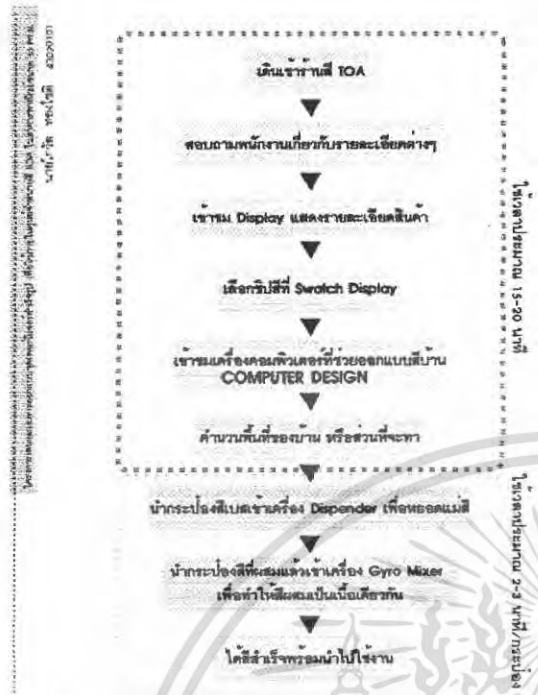 เดินเข้าร้านสี TOA
สอบถามพนักงานเกี่ยวกับรายละเอียดต่างๆ
เข้าชม Display แสดงรายละเอียดสินค้า
เลือกชิปสีที่ Swatch Display
เข้าชมเครื่องคอมพิวเตอร์ที่ช่วยออกแบบสีบ้าน
COMPUTER DESIGN
คำนวนพื้นที่ของบ้าน หรือส่วนที่จะทา
นำกระป๋องสีเบสเข้าเครื่อง Dispender เพื่อหยอดแม่สี
นำกระป๋องสีที่ผสมแล้วเข้าเครื่อง Gyro Mixer
เพื่อทำให้สีผสมเป็นเนื้อเดียวกัน
ได้สีสำเร็จพร้อมนำไปใช้งาน
ใช้เวลาประมาณ 15-20 นาที
ใช้เวลาประมาณ 2-3 นาที/กระป๋อง